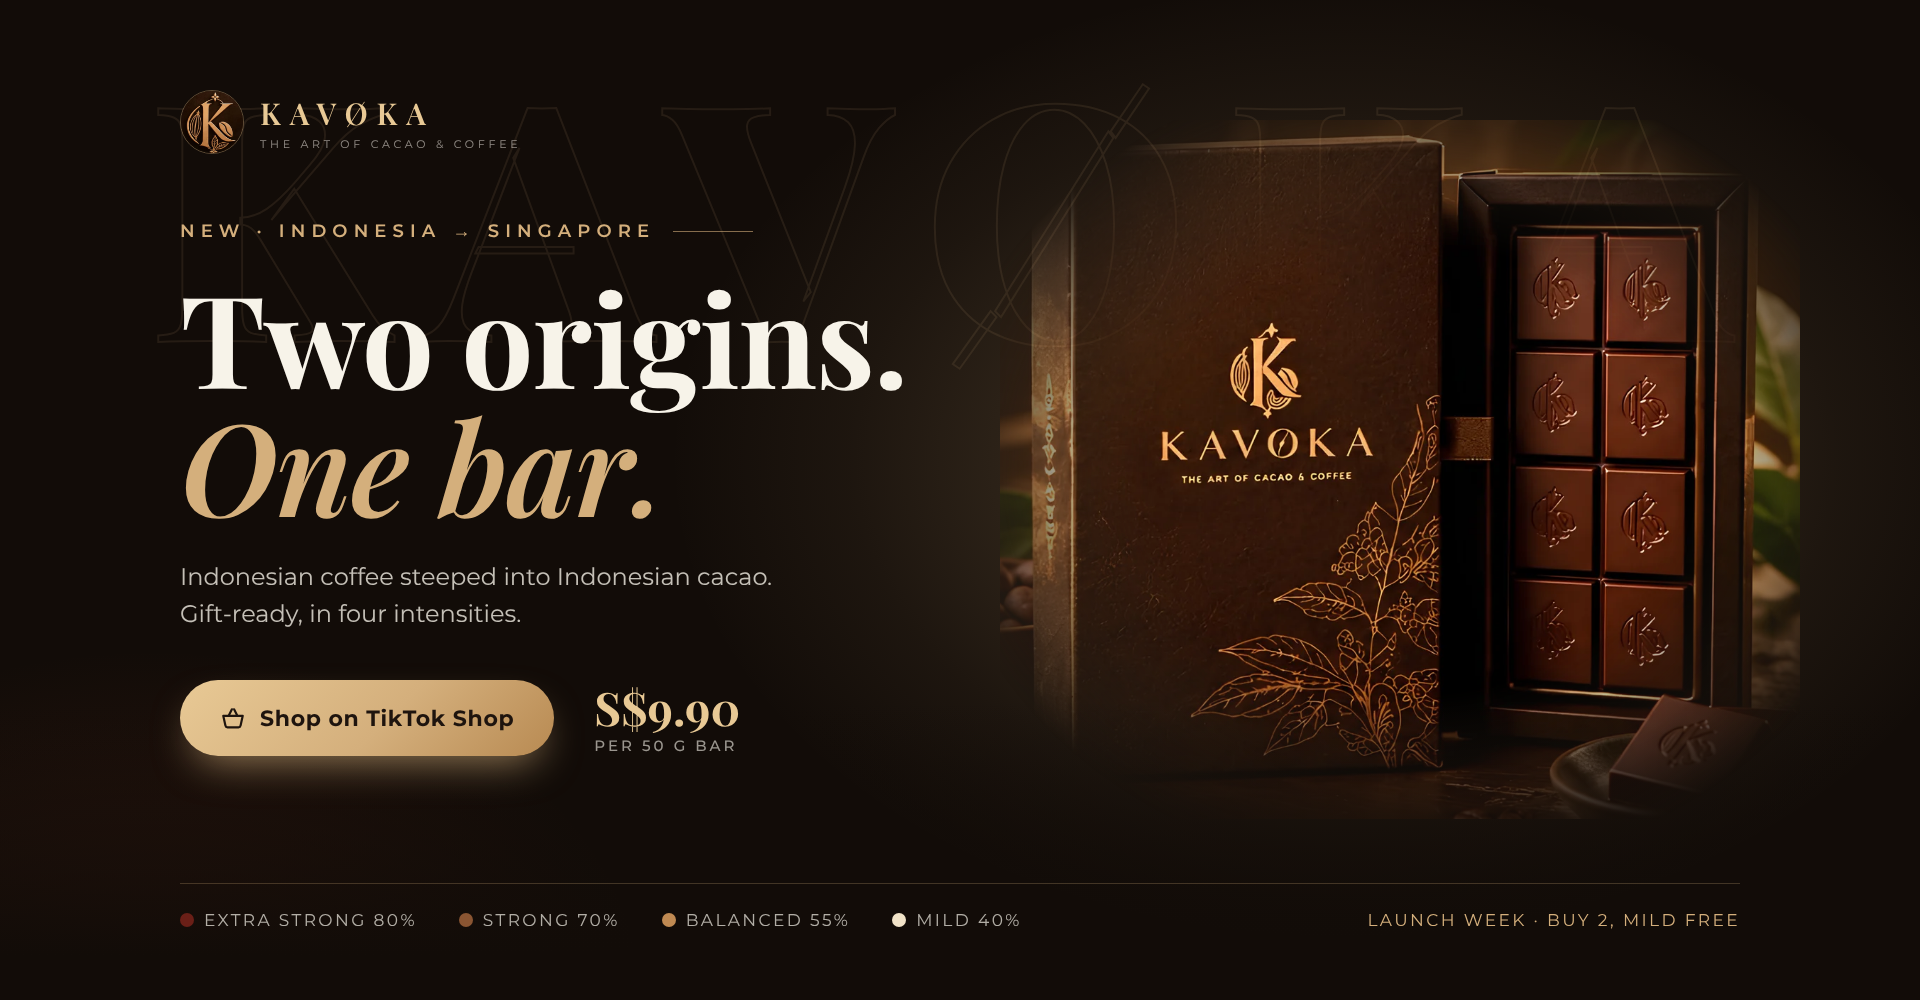 KAVØKA
THE ART OF CACAO & COFFEE
KAVØKA
NEW · INDONESIA → SINGAPORE
Two origins.
One bar.
Indonesian coffee steeped into Indonesian cacao.
Gift-ready, in four intensities.
Shop on TikTok Shop
S$9.90
PER 50 G BAR
K
KAVØKA
THE ART OF CACAO & COFFEE
EXTRA STRONG 80%
STRONG 70%
BALANCED 55%
MILD 40%
LAUNCH WEEK · BUY 2, MILD FREE